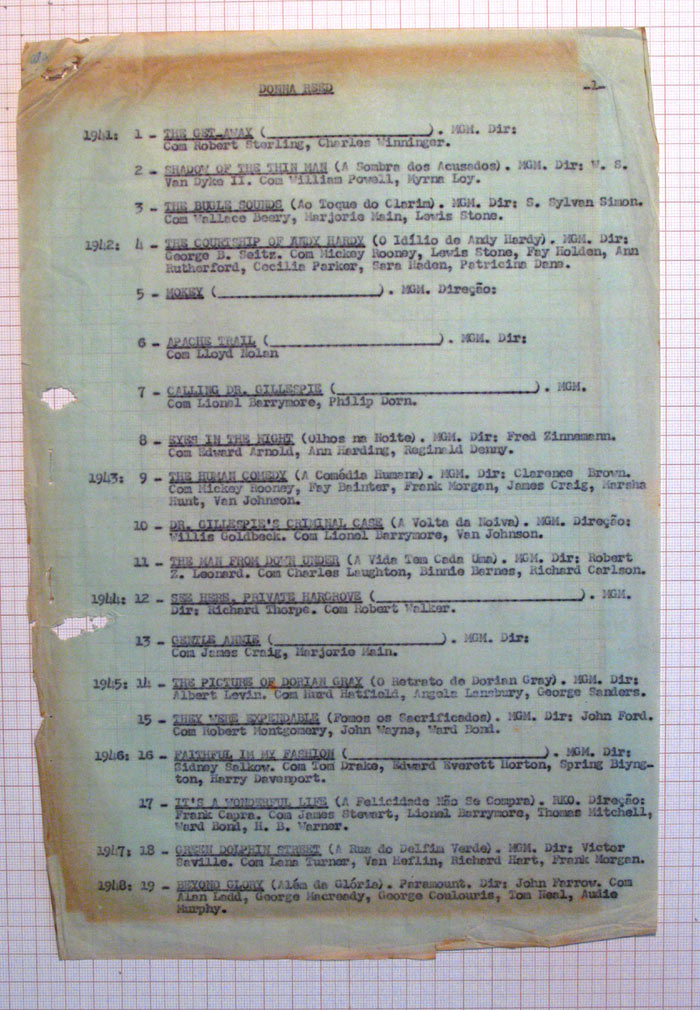 DONNA REED -1-
1941: 1 - THE GET-AWAY (____________________). MGM. Dir:
Com Robert Sterling, Charles Winninger.
2 - SHADOW OF THE THIN MAN (A Sombra dos Acusados). MGM. Dir: W. S.
Van Dyke II. Com William Powell, Myrna Loy.
3 - THE BUGLE SOUNDS (Ao Toque do Clarim). MGM. Dir: S. Sylvan Simon.
Com Wallace Beery, Marjorie Main, Lewis Stone.
1942: 4 - THE COURTSHIP OF ANDY HARDY (O Idílio de Andy Hardy). MGM. Dir:
George B. Seitz. Com Mickey Rooney, Lewis Stone, Fay Holden, Ann
Rutherford, Cecilia Parker, Sara Haden, Patricina Dane.
5 - MOKEY (____________________). MGM. Direção:
6 - APACHE TRAIL (____________________). MGM. Dir:
Com Lloyd Nolan
7 - CALLING DR. GILLESPIE (____________________). MGM.
Com Lionel Barrymore, Philip Dorn.
8 - EYES IN THE NIGHT (Olhos na Noite). MGM. Dir: Fred Zinnemann.
Com Edward Arnold, Ann Harding, Reginald Denny.
1943: 9 - THE HUMAN COMEDY (A Comédia Humana). MGM. Dir: Clarence Brown.
Com Mickey Rooney, Fay Bainter, Frank Morgan, James Craig, Marsha
Hunt, Van Johnson.
10 - DR. GILLESPIE'S CRIMINAL CASE (A Volta da Noiva). MGM. Direção:
Willis Goldbeck. Com Lionel Barrymore, Van Johnson.
11 - THE MAN FROM DOWN UNDER (A Vida Tem Cada Uma). MGM. Dir: Robert
Z. Leonard. Com Charles Laughton, Binnie Barnes, Richard Carlson.
1944: 12 - SEE HERE, PRIVATE HARGROVE (____________________). MGM.
Dir: Richard Thorpe. Com Robert Walker.
13 - GENTLE ANNIE (____________________). MGM. Dir:
Com James Craig, Marjorie Main.
1945: 14 - THE PICTURE OF DORIAN GRAY (O Retrato de Dorian Gray). MGM. Dir:
Albert Levin. Com Hurd Hatfield, Angela Lansbury, George Sanders.
15 - THEY WERE EXPENDABLE (Fomos os Sacrificados). MGM. Dir: John Ford.
Com Robert Montgomery, John Wayne, Ward Bond.
1946: 16 - FAITHFUL IM MY FASHION (____________________). MGM. Dir:
Sidney Salkow. Com Tom Drake, Edward Everett Horton, Spring Biyng-
ton, Harry Davenport.
17 - IT'S A WONDERFUL LIFE (A Felicidade Não Se Compra). RKO. Direção:
Frank Capra. Com James Stewart, Lionel Barrymore, Thomas Mitchell,
Ward Bond, H. B. Warner.
1947: 18 - GREEN DOLPHIN STREET (A Rua do Delfim Verde). MGM. Dir: Victor
Saville. Com Lana Turner, Van Heflin, Richard Hart, Frank Morgan.
1948: 19 - BEYOND GLORY (Além da Glória). Paramount. Dir: John Farrow. Com
Alan Ladd, George Macready, George Coulouris, Tom Neal, Audie
Murphy.